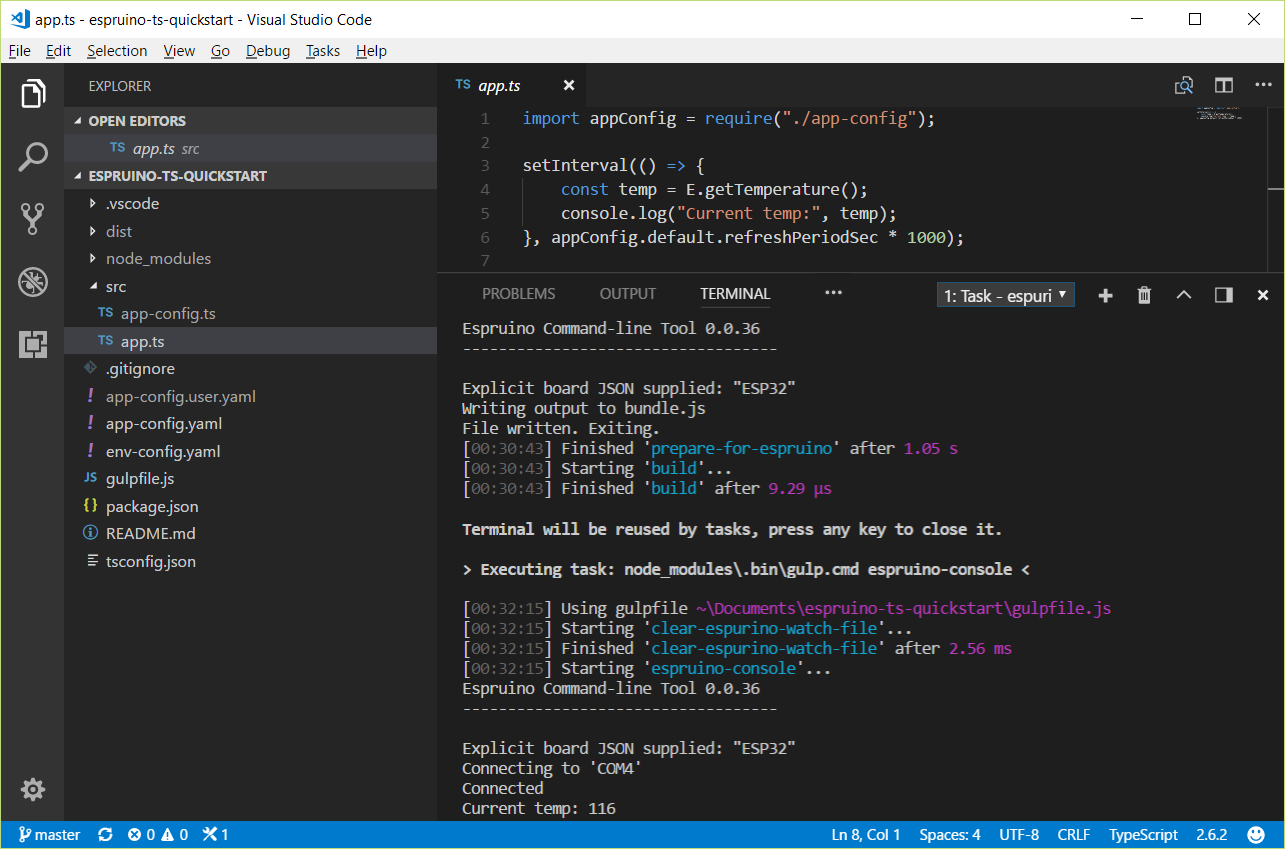 app.ts - espruino-ts-quickstart - Visual Studio Code
File Edit Selection View Go Debug Tasks Help
EXPLORER
OPEN EDITORS
TS app.ts src
ESPRUINO-TS-QUICKSTART
.vscode
dist
node_modules
src
TS app-config.ts
TS app.ts
.gitignore
! app-config.user.yaml
! app-config.yaml
! env-config.yaml
JS gulpfile.js
{} package.json
README.md
tsconfig.json
TS app.ts
1 import appConfig = require("./app-config");
2
3 setInterval(() => {
4 const temp = E.getTemperature();
5 console.log("Current temp:", temp);
6 }, appConfig.default.refreshPeriodSec * 1000);
7
PROBLEMS OUTPUT TERMINAL ••• 1: Task - espuri
Espruino Command-line Tool 0.0.36
-----------------------------------
Explicit board JSON supplied: "ESP32"
Writing output to bundle.js
File written. Exiting.
[00:30:43] Finished 'prepare-for-espruino' after 1.05 s
[00:30:43] Starting 'build'...
[00:30:43] Finished 'build' after 9.29 μs
Terminal will be reused by tasks, press any key to close it.
> Executing task: node_modules\.bin\gulp.cmd espruino-console <
[00:32:15] Using gulpfile ~\Documents\espruino-ts-quickstart\gulpfile.js
[00:32:15] Starting 'clear-espurino-watch-file'...
[00:32:15] Finished 'clear-espurino-watch-file' after 2.56 ms
[00:32:15] Starting 'espruino-console'...
Espruino Command-line Tool 0.0.36
-----------------------------------
Explicit board JSON supplied: "ESP32"
Connecting to 'COM4'
Connected
Current temp: 116
master 0 0 1 Ln 8, Col 1 Spaces: 4 UTF-8 CRLF TypeScript 2.6.2